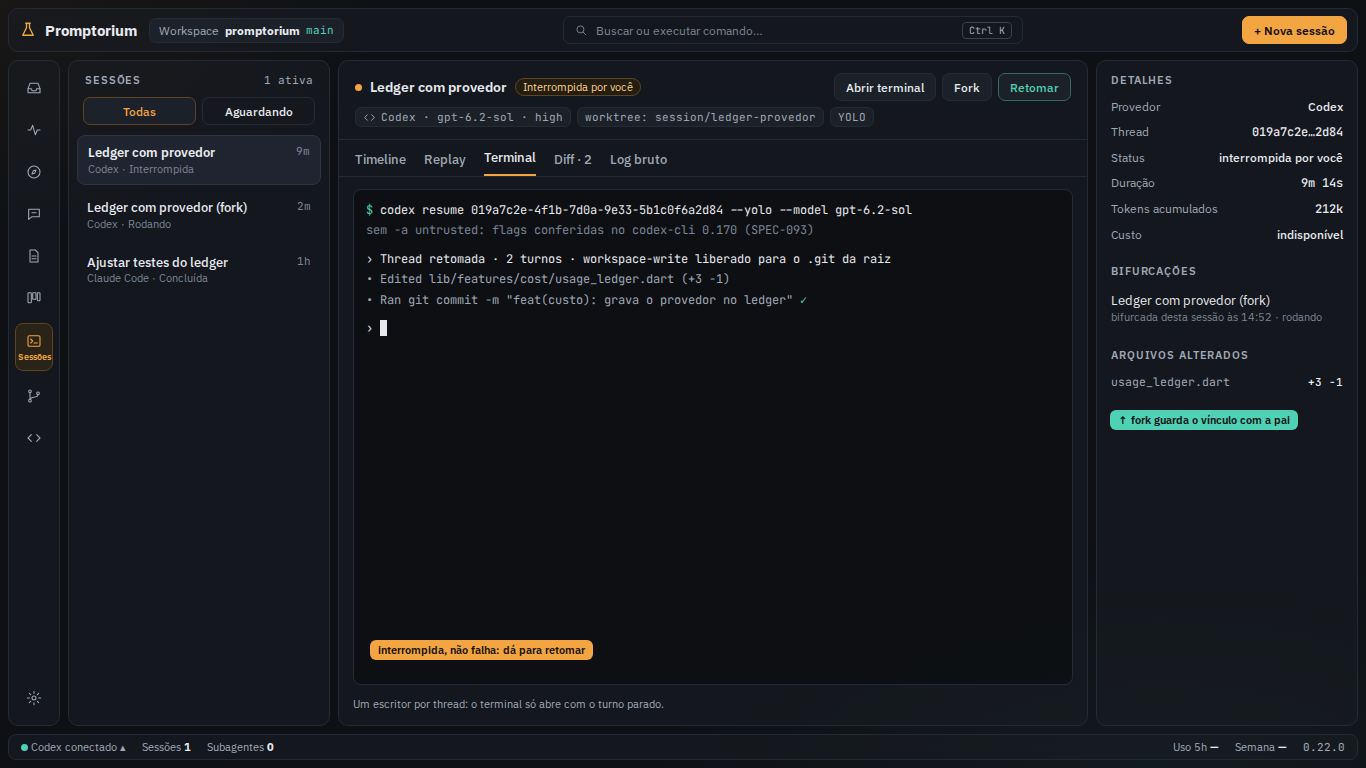 Promptorium
Workspace promptorium main
Buscar ou executar comando...
Ctrl K
+ Nova sessão
Sessões
SESSÕES
1 ativa
Todas
Aguardando
Ledger com provedor 9m
Codex · Interrompida
Ledger com provedor (fork) 2m
Codex · Rodando
Ajustar testes do ledger 1h
Claude Code · Concluída
Ledger com provedor
Interrompida por você
Abrir terminal
Fork
Retomar
Codex · gpt-6.2-sol · high
worktree: session/ledger-provedor
YOLO
Timeline
Replay
Terminal
Diff · 2
Log bruto
$ codex resume 019a7c2e-4f1b-7d0a-9e33-5b1c0f6a2d84 --yolo --model gpt-6.2-sol
sem -a untrusted: flags conferidas no codex-cli 0.170 (SPEC-093)
› Thread retomada · 2 turnos · workspace-write liberado para o .git da raiz
• Edited lib/features/cost/usage_ledger.dart (+3 -1)
• Ran git commit -m "feat(custo): grava o provedor no ledger" ✓
›
Interrompida, não falha: dá para retomar
Um escritor por thread: o terminal só abre com o turno parado.
DETALHES
Provedor Codex
Thread 019a7c2e…2d84
Status interrompida por você
Duração 9m 14s
Tokens acumulados 212k
Custo indisponível
BIFURCAÇÕES
Ledger com provedor (fork)
bifurcada desta sessão às 14:52 · rodando
ARQUIVOS ALTERADOS
usage_ledger.dart +3 -1
↑ fork guarda o vínculo com a pai
Codex conectado ▴
Sessões 1
Subagentes 0
Uso 5h —
Semana —
0.22.0